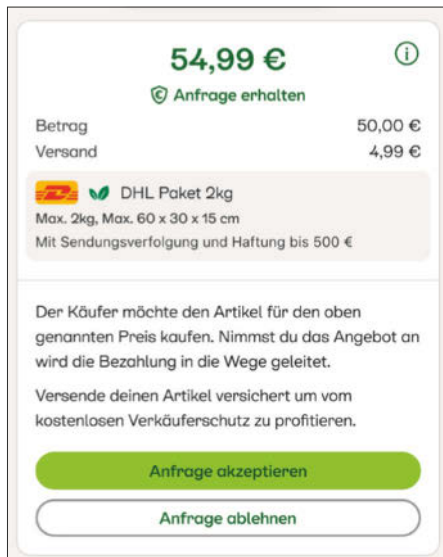 54,99 €
Anfrage erhalten
Betrag 50,00 €
Versand 4,99 €
DHL Paket 2kg
Max. 2kg, Max. 60 x 30 x 15 cm
Mit Sendungsverfolgung und Haftung bis 500 €
Der Käufer möchte den Artikel für den oben
genannten Preis kaufen. Nimmst du das Angebot an
wird die Bezahlung in die Wege geleitet.
Versende deinen Artikel versichert um vom
kostenlosen Verkäuferschutz zu profitieren.
Anfrage akzeptieren
Anfrage ablehnen